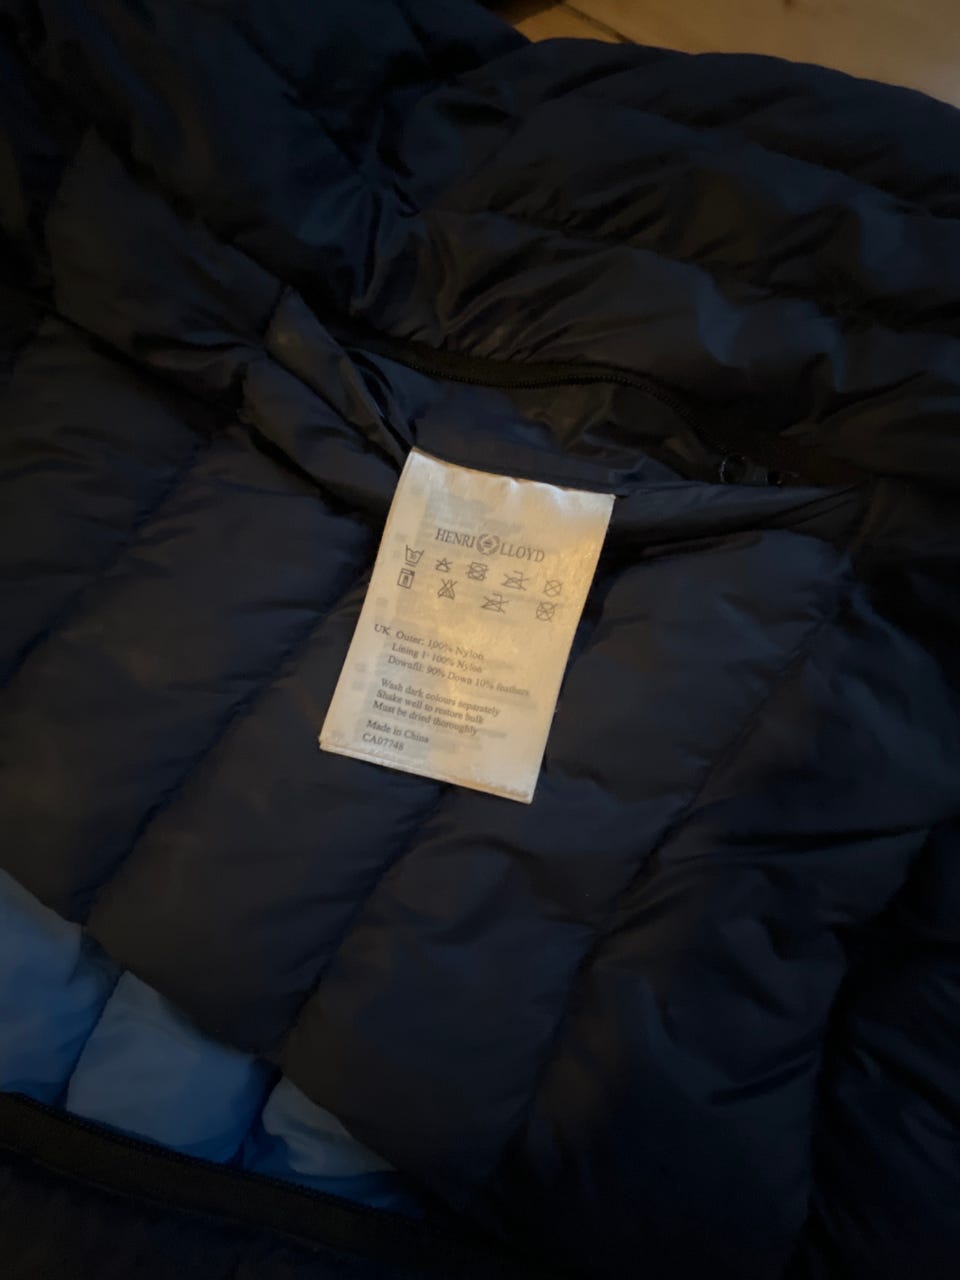 HENRI LLOYD
UK Outer: 100% Nylon
Lining 1: 100% Nylon
Downfil: 90% Down 10% feathers
Wash dark colours separately
Shake well to restore bulk
Must be dried thoroughly
Made in China
CA07748